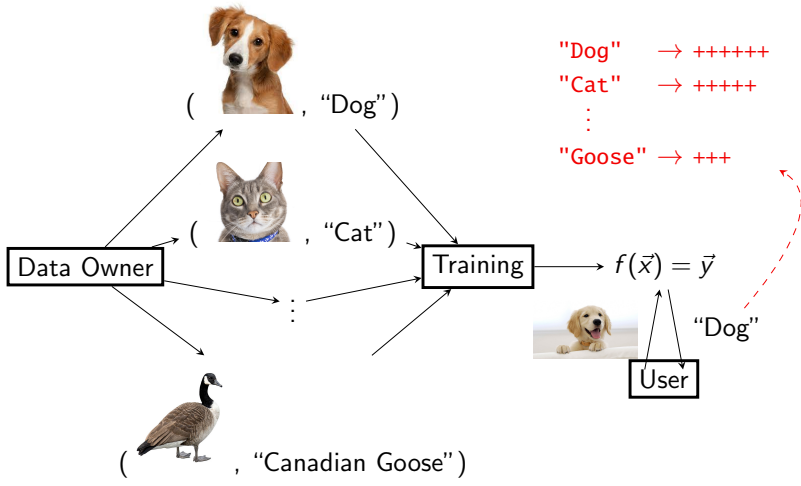 "Dog" → ++++++
( , “Dog”)
"Cat" → +++++
⋮
"Goose" → +++
( , “Cat”)
Data Owner
Training
f(x⃗) = y⃗
⋮
“Dog”
User
( , “Canadian Goose”)